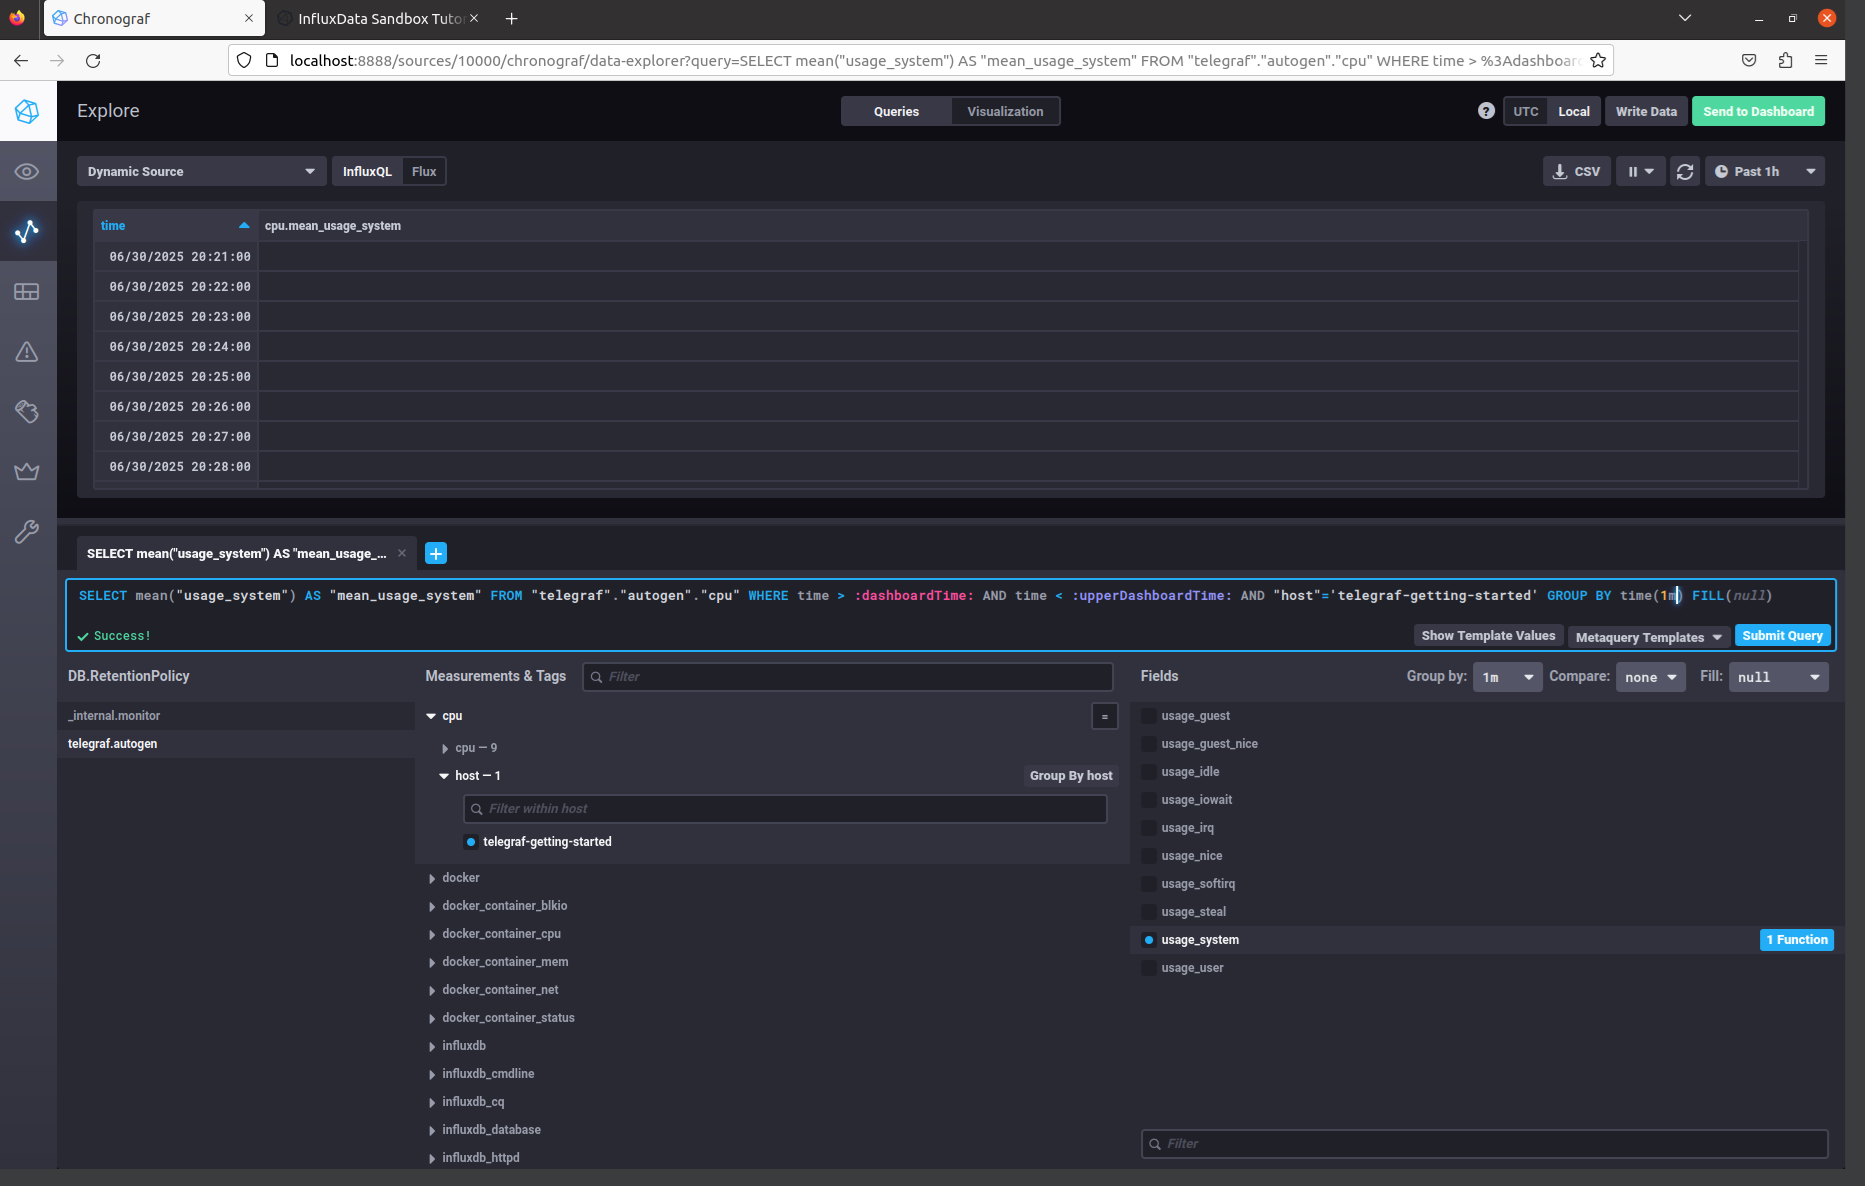 Chronograf
InfluxData Sandbox Tuto
localhost:8888/sources/10000/chronograf/data-explorer?query=SELECT mean("usage_system") AS "mean_usage_system" FROM "telegraf"."autogen"."cpu" WHERE time > %3Adashboar
Explore
Queries
Visualization
?
UTC
Local
Write Data
Send to Dashboard
Dynamic Source
InfluxQL
Flux
CSV
Past 1h
time
cpu.mean_usage_system
06/30/2025 20:21:00
06/30/2025 20:22:00
06/30/2025 20:23:00
06/30/2025 20:24:00
06/30/2025 20:25:00
06/30/2025 20:26:00
06/30/2025 20:27:00
06/30/2025 20:28:00
SELECT mean("usage_system") AS "mean_usage_...
SELECT mean("usage_system") AS "mean_usage_system" FROM "telegraf"."autogen"."cpu" WHERE time > :dashboardTime: AND time < :upperDashboardTime: AND "host"='telegraf-getting-started' GROUP BY time(1m) FILL(null)
Success!
Show Template Values
Metaquery Templates
Submit Query
DB.RetentionPolicy
_internal.monitor
telegraf.autogen
Measurements & Tags
Filter
cpu
=
cpu — 9
host — 1
Group By host
Filter within host
telegraf-getting-started
docker
docker_container_blkio
docker_container_cpu
docker_container_mem
docker_container_net
docker_container_status
influxdb
influxdb_cmdline
influxdb_cq
influxdb_database
influxdb_httpd
Fields
Group by:
1m
Compare:
none
Fill:
null
usage_guest
usage_guest_nice
usage_idle
usage_iowait
usage_irq
usage_nice
usage_softirq
usage_steal
usage_system
1 Function
usage_user
Filter